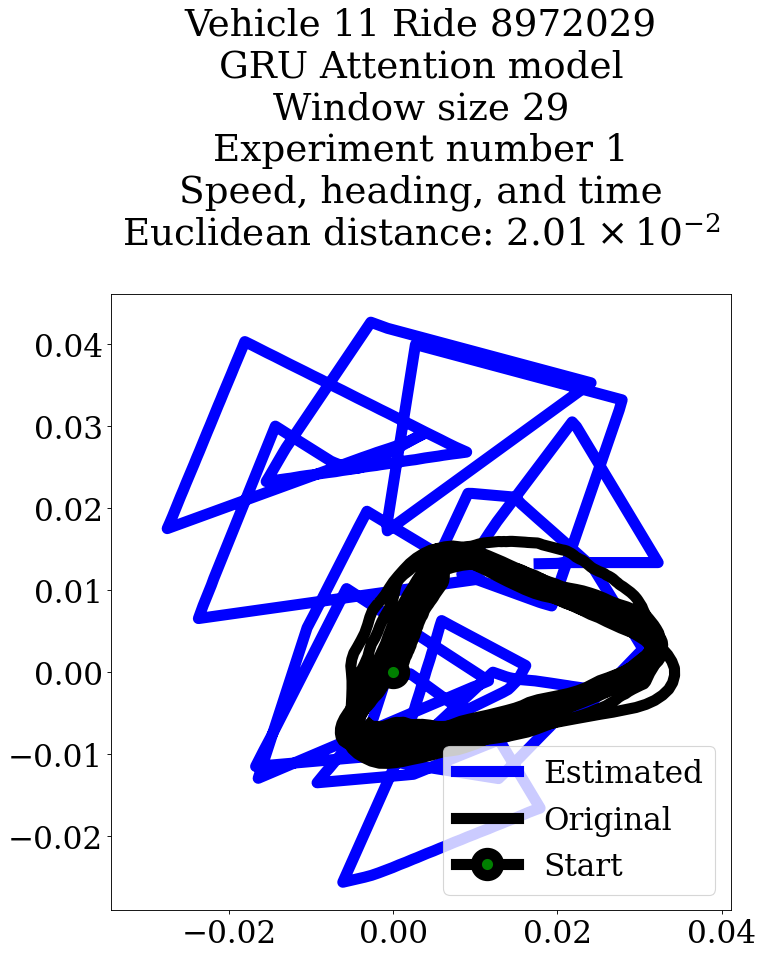 Vehicle 11 Ride 8972029
GRU Attention model
Window size 29
Experiment number 1
Speed, heading, and time
Euclidean distance: 2.01 × 10⁻²
0.04
0.03
0.02
0.01
0.00
−0.01
−0.02
Estimated
Original
Start
−0.02 0.00 0.02 0.04